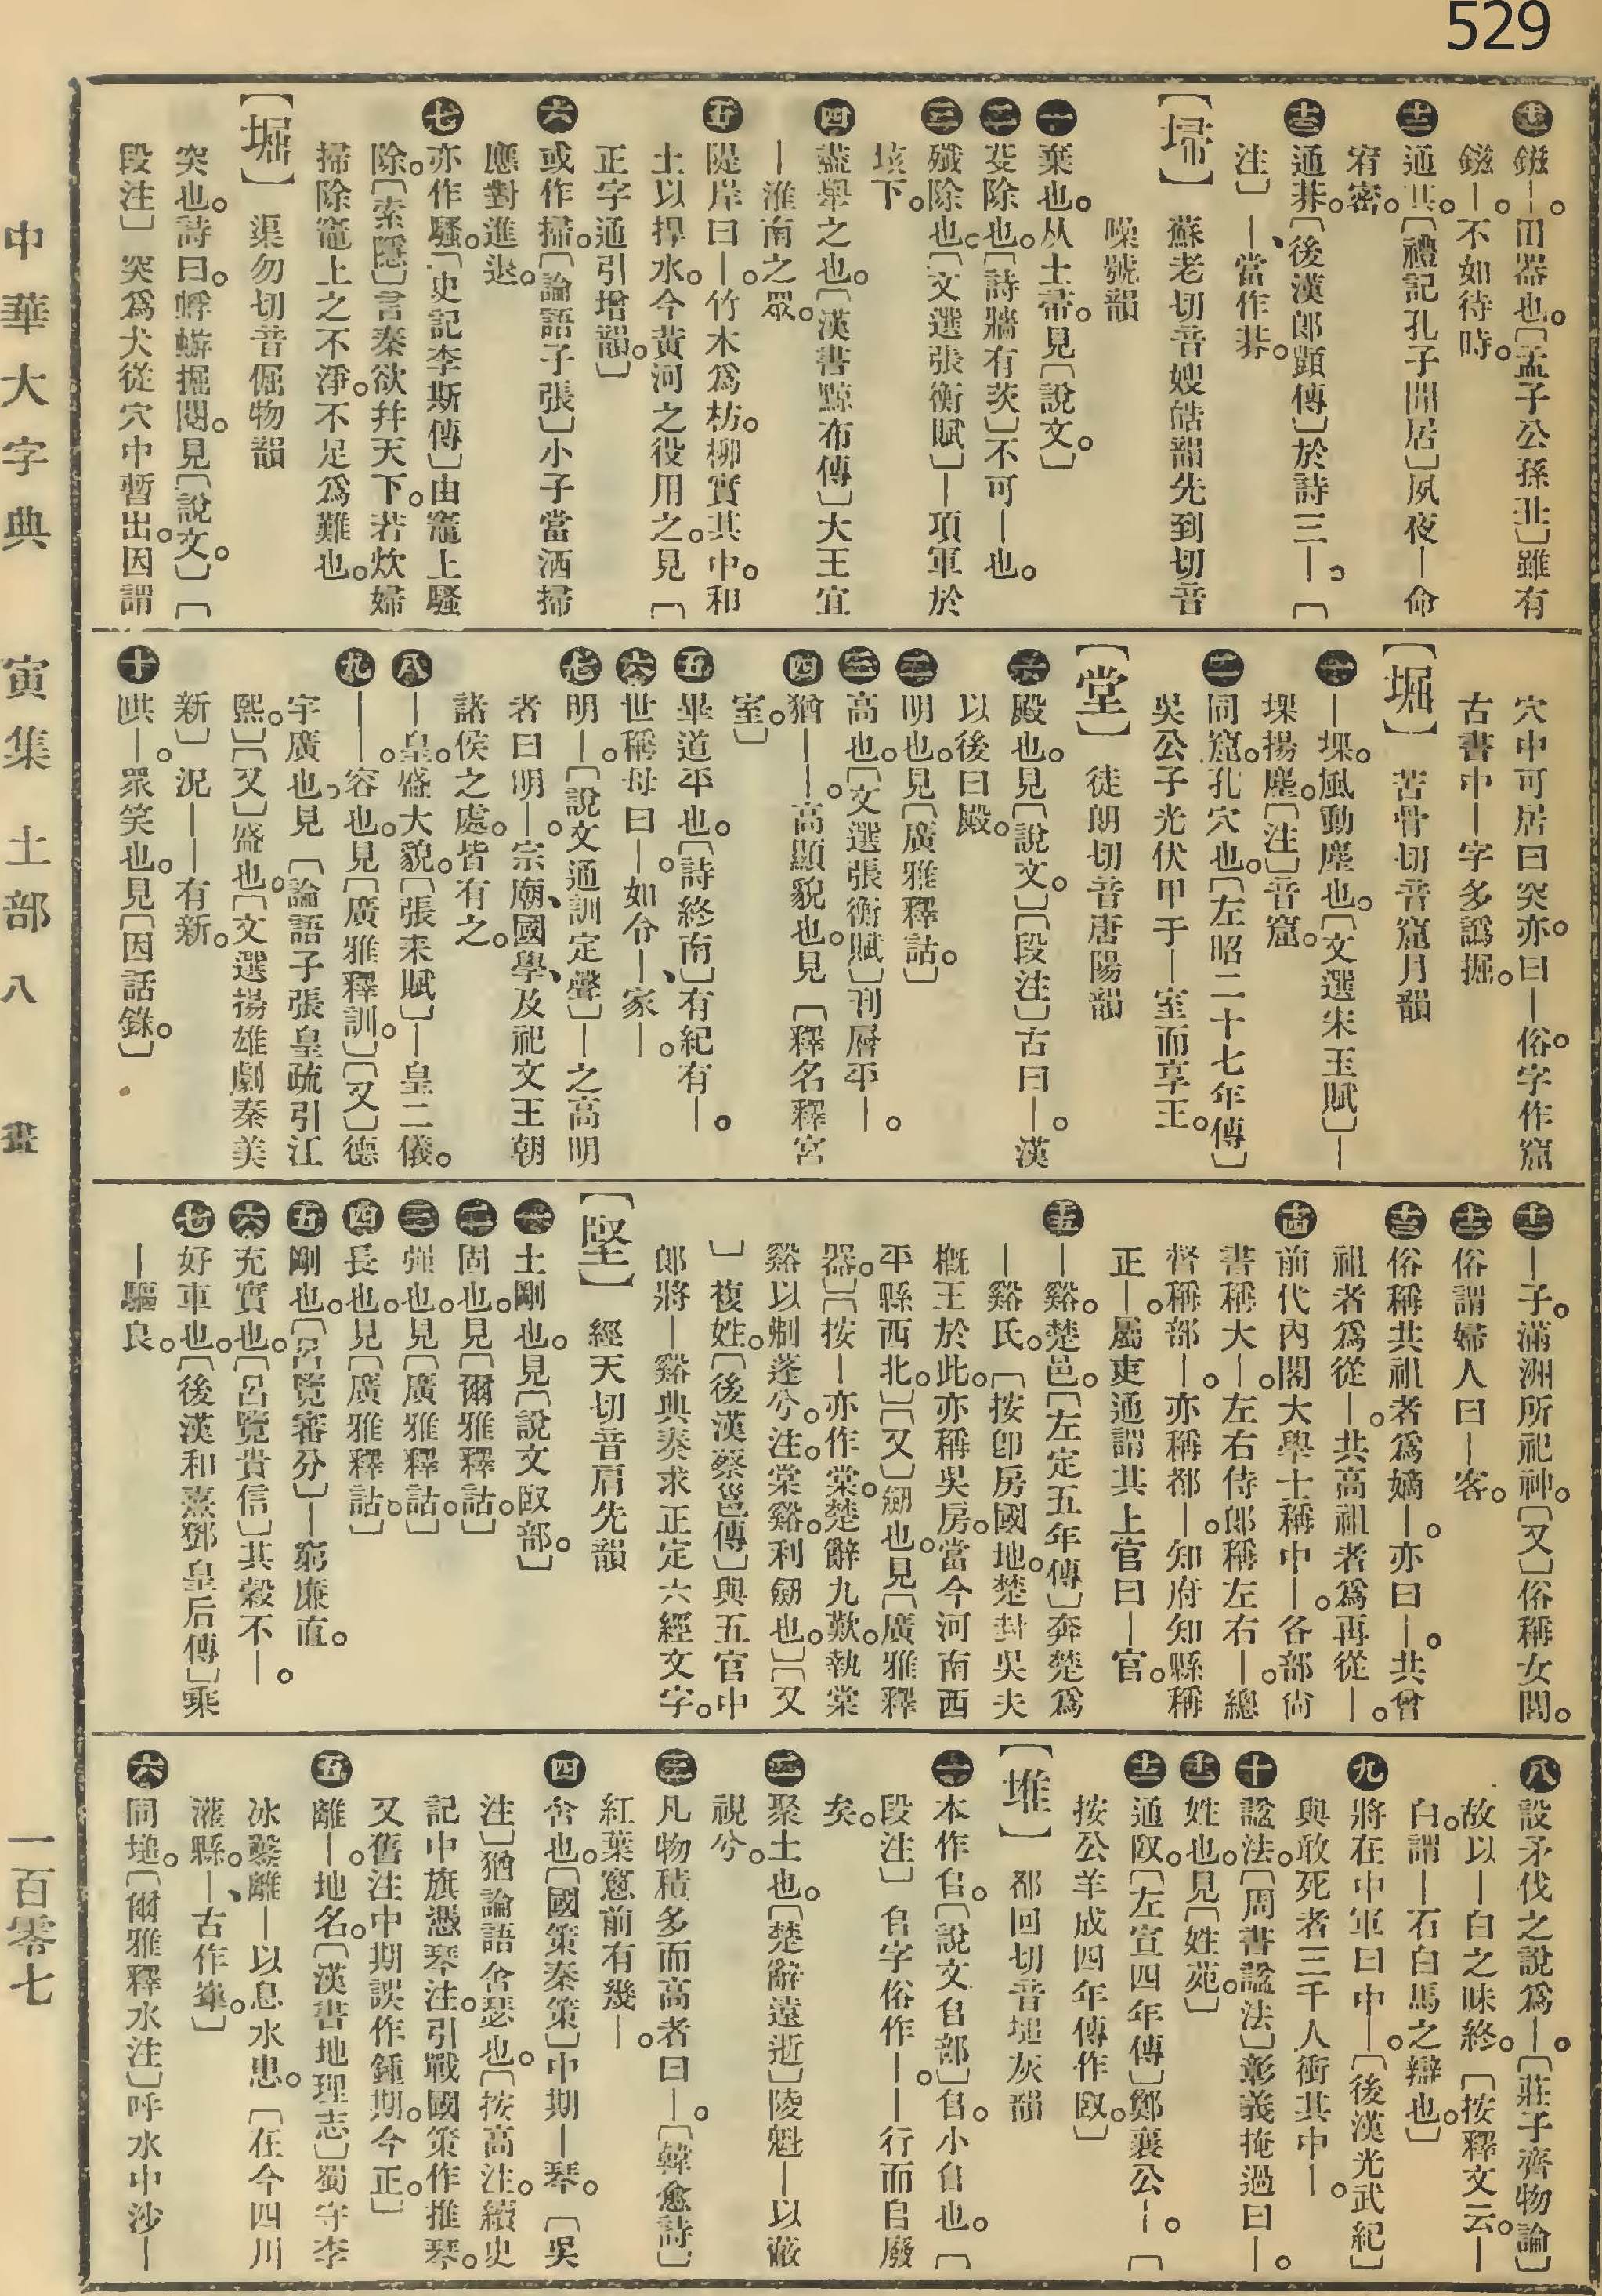 529
中華大字典 寅集 土部 八畫 一百零七
⓫鎡—。田器也。〔孟子公孫丑〕雖有
鎡—。不如待時。
⓬通其。〔禮記孔子閒居〕夙夜—命
宥密。
⓭通朞。〔後漢郎顗傳〕於詩三—。〔
注〕—、當作朞。
〔埽〕 蘇老切音嫂皓韻先到切音
噪號韻
㊀棄也。从土帚。見〔說文。〕
㊁芟除也。〔詩牆有茨〕不可—也。
㊂殲除也。〔文選張衡賦〕—項軍於
垓下。
㊃盡舉之也。〔漢書黥布傳〕大王宜
—淮南之眾。
㊄隄岸曰—。竹木爲枋。柳實其中。和
土以捍水。今黃河之役用之。見〔
正字通引增韻。〕
㊅或作掃。〔論語子張〕小子當洒掃
應對進退。
㊆亦作騷。〔史記李斯傳〕由竈上騷
除。〔索隱〕言秦欲幷天下。若炊婦
掃除竈上之不淨。不足爲難也。
〔堀〕 渠勿切音倔物韻
突也。詩曰。蜉蝣掘閱。見〔說文。〕〔
段注〕 突爲犬從穴中暫出。因謂
穴中可居曰突。亦曰—。俗字作窟。
古書中—字多譌掘。
〔堀〕 苦骨切音窟月韻
㊀—堁。風動塵也。〔文選宋玉賦〕—
堁揚塵。〔注〕音窟。
㊁同窟。孔穴也。〔左昭二十七年傳〕
吳公子光伏甲于—室而享王。
〔堂〕 徒朗切音唐陽韻
㊀殿也。見〔說文。〕〔段注〕古曰—。漢
以後曰殿。
㊁明也。見〔廣雅釋詁。〕
㊂高也。〔文選張衡賦〕刊層平—。
㊃猶——。高顯貌也。見〔釋名釋宮
室。〕
㊄畢道平也。〔詩終南〕有紀有—。
㊅世稱母曰—。如令—、家—。
㊆明—。〔說文通訓定聲〕—之高明
者曰明—。宗廟、國學、及祀文王朝
諸侯之處。皆有之。
㊇—皇。盛大貌。〔張耒賦〕—皇二儀。
㊈——。容也。見〔廣雅釋訓。〕〔又〕德
宇廣也。見〔論語子張皇疏引江
熙。〕〔又〕盛也。〔文選揚雄劇秦美
新〕 況——有新。
㊉哄—。眾笑也。見〔因話錄。〕
⓫—子。滿洲所祀神。〔又〕俗稱女閭。
⓬俗謂婦人曰—客。
⓭俗稱共祖者爲嫡—。亦曰—。共曾
祖者爲從—。共高祖者爲再從—。
⓮前代內閣大學士稱中—。各部尙
書稱大—。左右侍郎稱左右—。總
督稱部—。亦稱都—。知府知縣稱
正—。屬吏通謂其上官曰—官。
⓯—谿。楚邑。〔左定五年傳〕奔楚爲
—谿氏。〔按卽房國地。楚封吳夫
槪王於此。亦稱吳房。當今河南西
平縣西北。〕〔又〕劒也。見〔廣雅釋
器。〕〔按—亦作棠。楚辭九歎。執棠
谿以刜蓬兮。注。棠谿。利劒也。〕〔又
〕複姓。〔後漢蔡邕傳〕與五官中
郎將—谿典奏求正定六經文字。
〔堅〕 經天切音肩先韻
㊀土剛也。見〔說文臤部。〕
㊁固也。見〔爾雅釋詁。〕
㊂强也。見〔廣雅釋詁。〕
㊃長也。見〔廣雅釋詁。〕
㊄剛也。〔呂覽審分〕—窮廉直。
㊅充實也。〔呂覽貴信〕其穀不—。
㊆好車也。〔後漢和熹鄧皇后傳〕乘
—驅良。
㊇設矛伐之說爲—。〔莊子齊物論〕
故以—白之昧終。〔按釋文云。—
白。謂—石白馬之辯也。〕
㊈將在中軍曰中—。〔後漢光武紀〕
與敢死者三千人衝其中—。
㊉諡法。〔周書諡法〕彰義掩過曰—。
⓫姓也。見〔姓苑。〕
⓬通臤。〔左宣四年傳〕鄭襄公—。〔
按公羊成四年傳作臤。〕
〔堆〕 都回切音塠灰韻
㊀本作𠂤。〔說文𠂤部〕𠂤。小𠂤也。〔
段注〕 𠂤字俗作—。—行而𠂤廢
矣。
㊁聚土也。〔楚辭遠逝〕陵魁—以蔽
視兮。
㊂凡物積多而高者曰—。〔韓愈詩〕
紅葉窻前有幾—。
㊃舍也。〔國策秦策〕中期—琴。〔吳
注〕猶論語舍瑟也。〔按高注。續史
記中旗憑琴注。引戰國策作推琴。
又舊注中期誤作鍾期。今正。〕
㊄離—。地名。〔漢書地理志〕蜀守李
冰鑿離—以息水患。〔在今四川
灌縣。—、古作𡹐。〕
㊅同塠。〔爾雅釋水注〕呼水中沙—